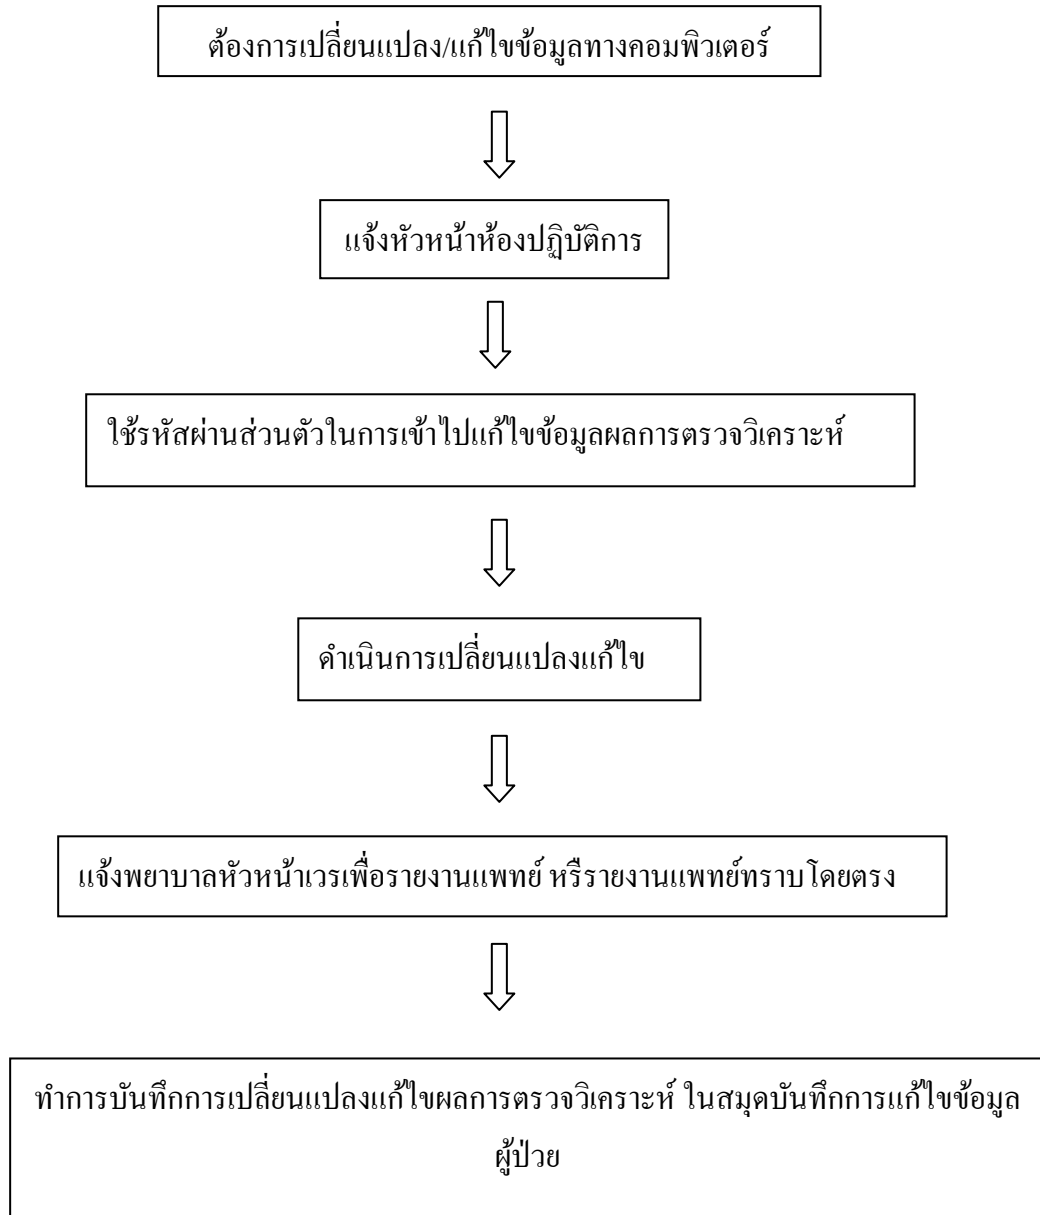 ต้องการเปลี่ยนแปลง/แก้ไขข้อมูลทางคอมพิวเตอร์
แจ้งหัวหน้าห้องปฏิบัติการ
ใช้รหัสผ่านส่วนตัวในการเข้าไปแก้ไขข้อมูลผลการตรวจวิเคราะห์
ดำเนินการเปลี่ยนแปลงแก้ไข
แจ้งพยาบาลหัวหน้าเวรเพื่อรายงานแพทย์ หรืรายงานแพทย์ทราบโดยตรง
ทำการบันทึกการเปลี่ยนแปลงแก้ไขผลการตรวจวิเคราะห์ ในสมุดบันทึกการแก้ไขข้อมูล
ผู้ป่วย